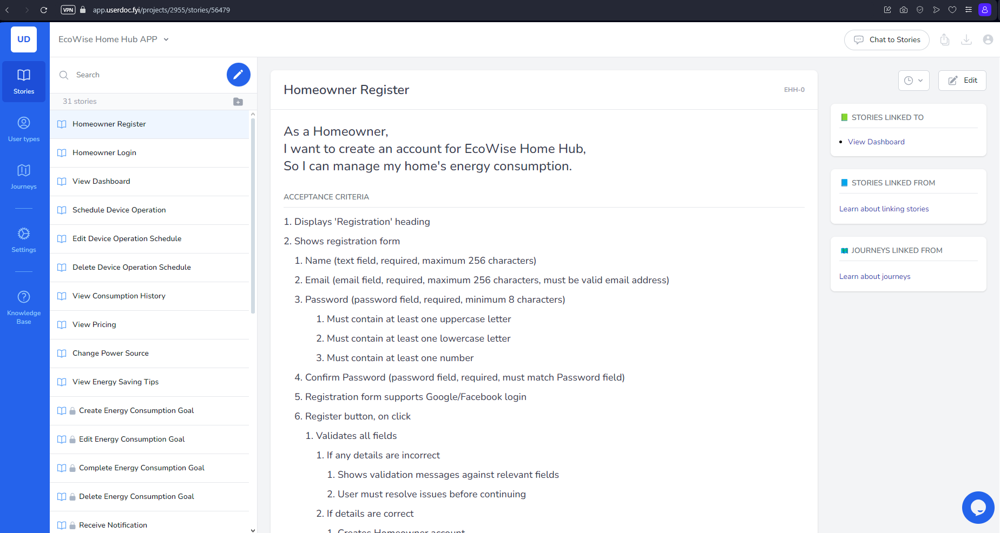 VPN
app.userdoc.fyi/projects/2955/stories/56479
UD
EcoWise Home Hub APP
Chat to Stories
Stories
User types
Journeys
Settings
Knowledge
Base
Search
31 stories
Homeowner Register
Homeowner Login
View Dashboard
Schedule Device Operation
Edit Device Operation Schedule
Delete Device Operation Schedule
View Consumption History
View Pricing
Change Power Source
View Energy Saving Tips
Create Energy Consumption Goal
Edit Energy Consumption Goal
Complete Energy Consumption Goal
Delete Energy Consumption Goal
Receive Notification
Homeowner Register
EHH-0
As a Homeowner,
I want to create an account for EcoWise Home Hub,
So I can manage my home's energy consumption.
ACCEPTANCE CRITERIA
1. Displays 'Registration' heading
2. Shows registration form
1. Name (text field, required, maximum 256 characters)
2. Email (email field, required, maximum 256 characters, must be valid email address)
3. Password (password field, required, minimum 8 characters)
1. Must contain at least one uppercase letter
2. Must contain at least one lowercase letter
3. Must contain at least one number
4. Confirm Password (password field, required, must match Password field)
5. Registration form supports Google/Facebook login
6. Register button, on click
1. Validates all fields
1. If any details are incorrect
1. Shows validation messages against relevant fields
2. User must resolve issues before continuing
2. If details are correct
1. Creates Homeowner account
Edit
STORIES LINKED TO
View Dashboard
STORIES LINKED FROM
Learn about linking stories
JOURNEYS LINKED FROM
Learn about journeys